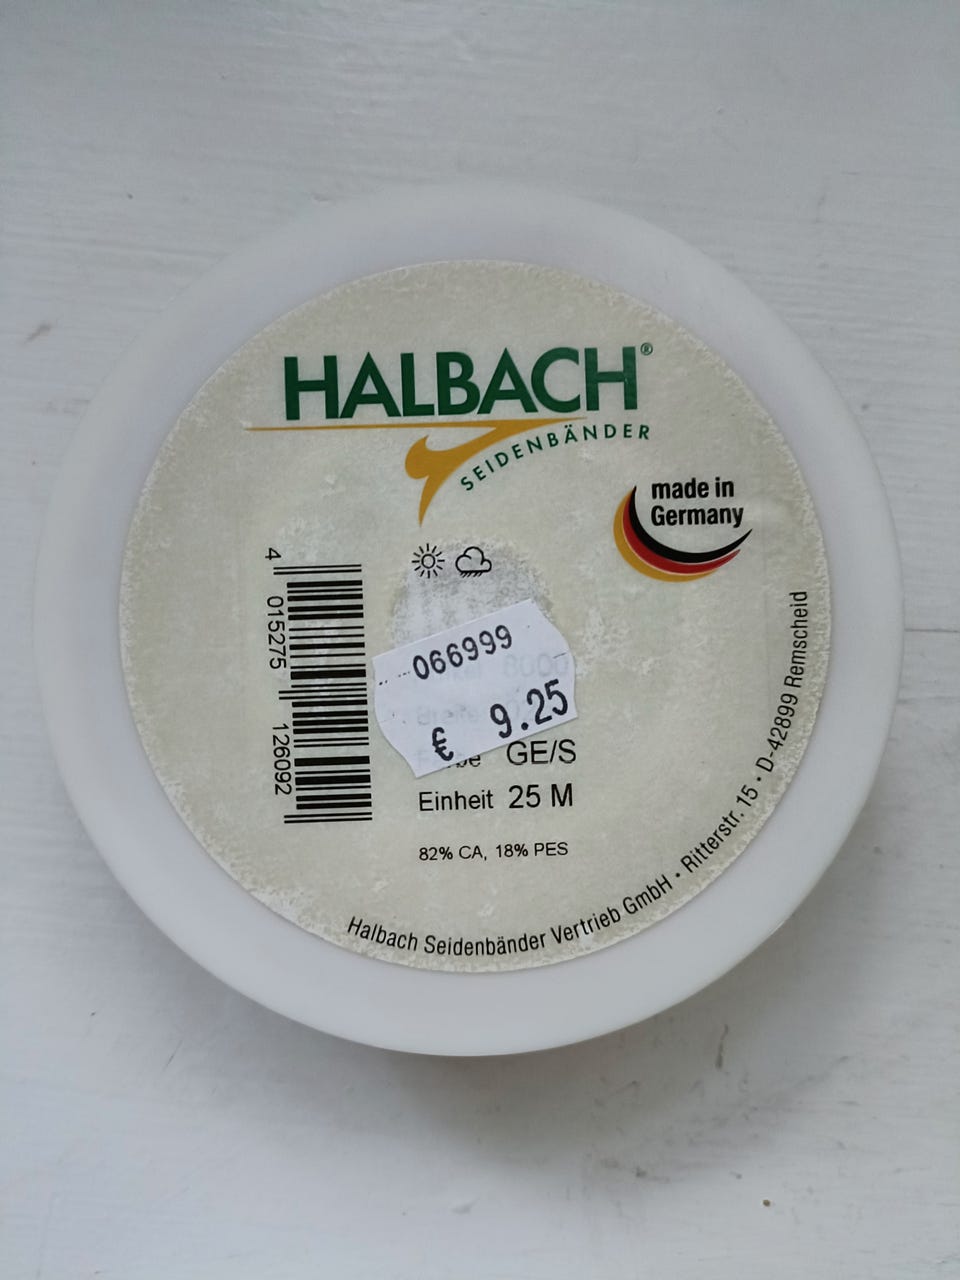 HALBACH®
SEIDENBÄNDER
made in
Germany
4 015275 126092
066999
€ 9.25
GE/S
Einheit 25 M
82% CA, 18% PES
Halbach Seidenbänder Vertrieb GmbH • Ritterstr. 15 • D-42899 Remscheid